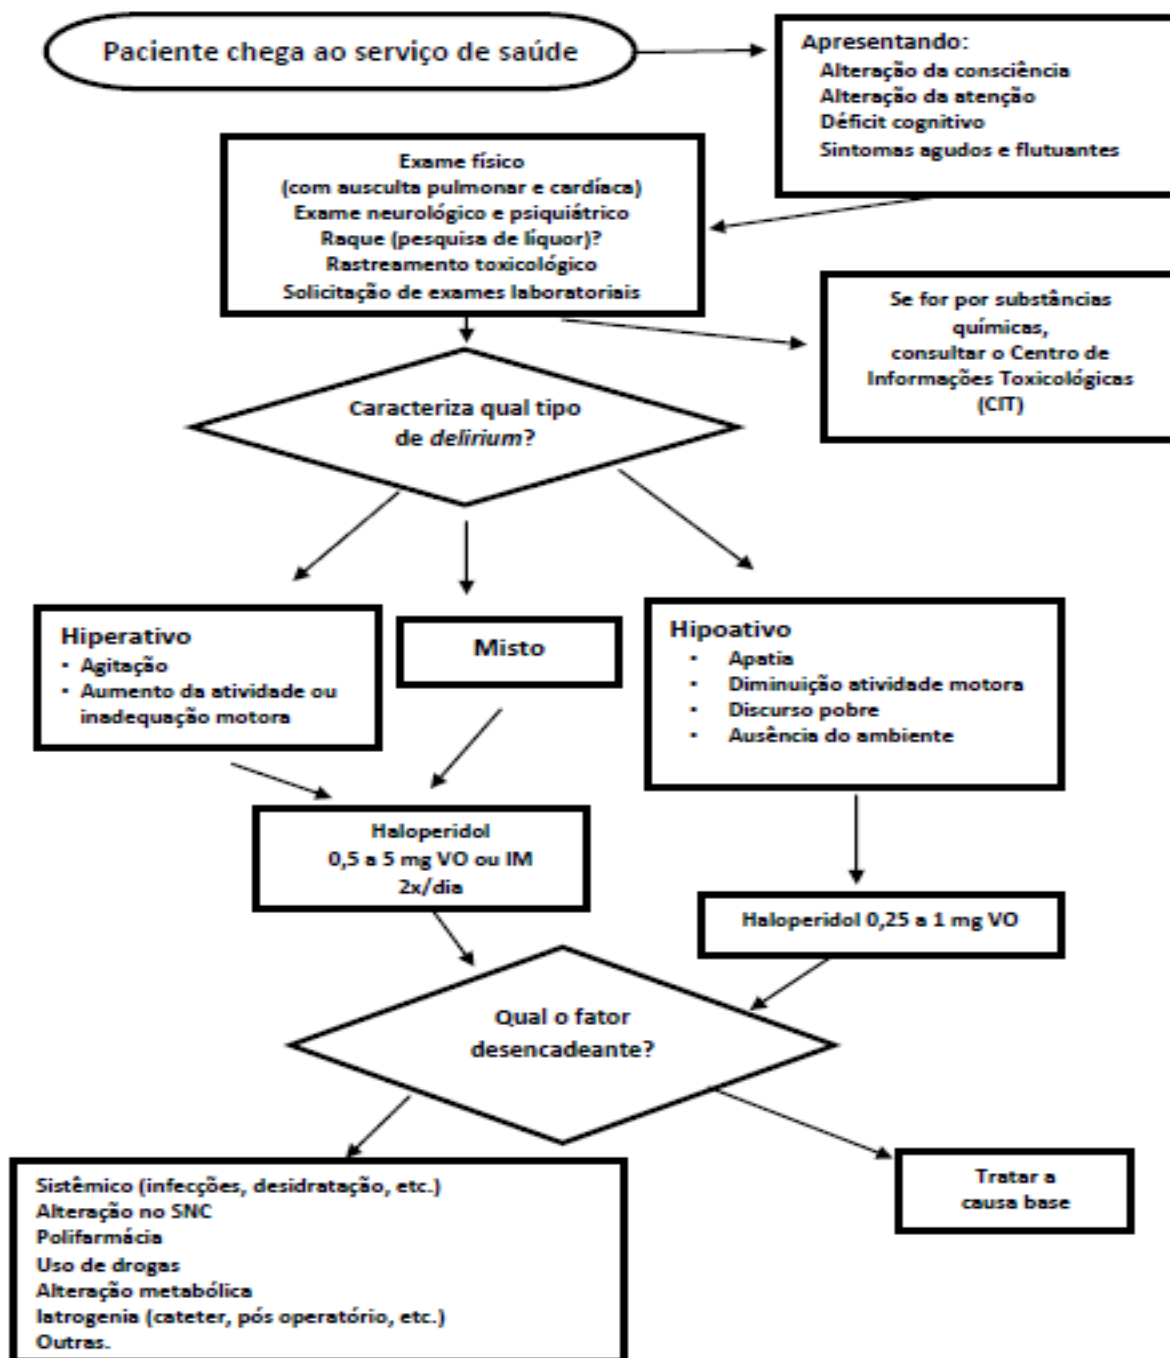 Paciente chega ao serviço de saúde
Apresentando:
Alteração da consciência
Alteração da atenção
Déficit cognitivo
Sintomas agudos e flutuantes
Exame físico
(com ausculta pulmonar e cardíaca)
Exame neurológico e psiquiátrico
Raque (pesquisa de líquor)?
Rastreamento toxicológico
Solicitação de exames laboratoriais
Se for por substâncias
químicas,
consultar o Centro de
Informações Toxicológicas
(CIT)
Caracteriza qual tipo
de delirium?
Hiperativo
• Agitação
• Aumento da atividade ou
inadequação motora
Misto
Hipoativo
• Apatia
• Diminuição atividade motora
• Discurso pobre
• Ausência do ambiente
Haloperidol
0,5 a 5 mg VO ou IM
2x/dia
Haloperidol 0,25 a 1 mg VO
Qual o fator
desencadeante?
Sistêmico (infecções, desidratação, etc.)
Alteração no SNC
Polifarmácia
Uso de drogas
Alteração metabólica
Iatrogenia (cateter, pós operatório, etc.)
Outras.
Tratar a
causa base